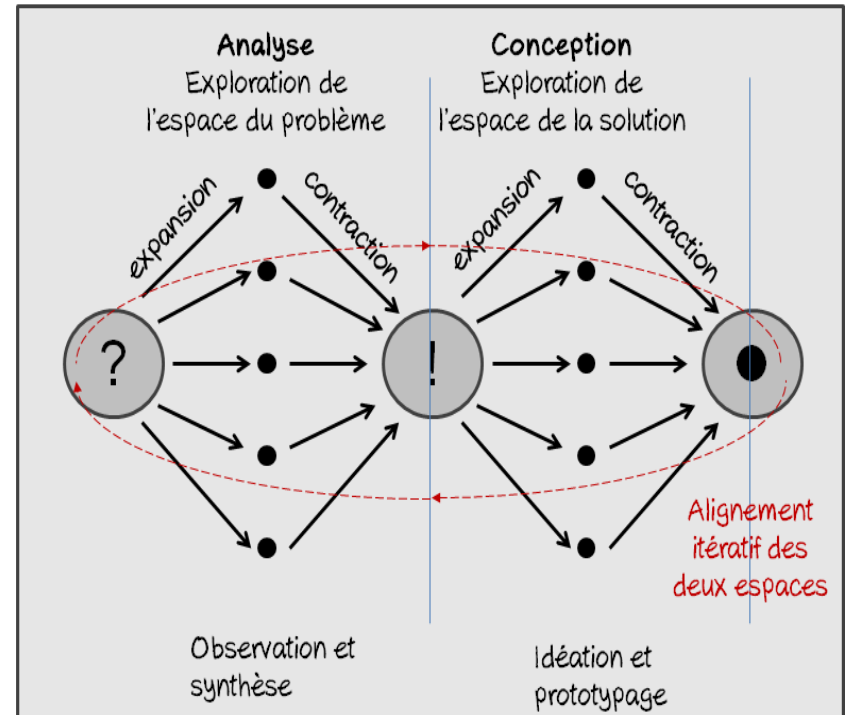 Analyse
Exploration de
l'espace du problème
Conception
Exploration de
l'espace de la solution
expansion
contraction
expansion
contraction
?
!
Alignement
itératif des
deux espaces
Observation et
synthèse
Idéation et
prototypage